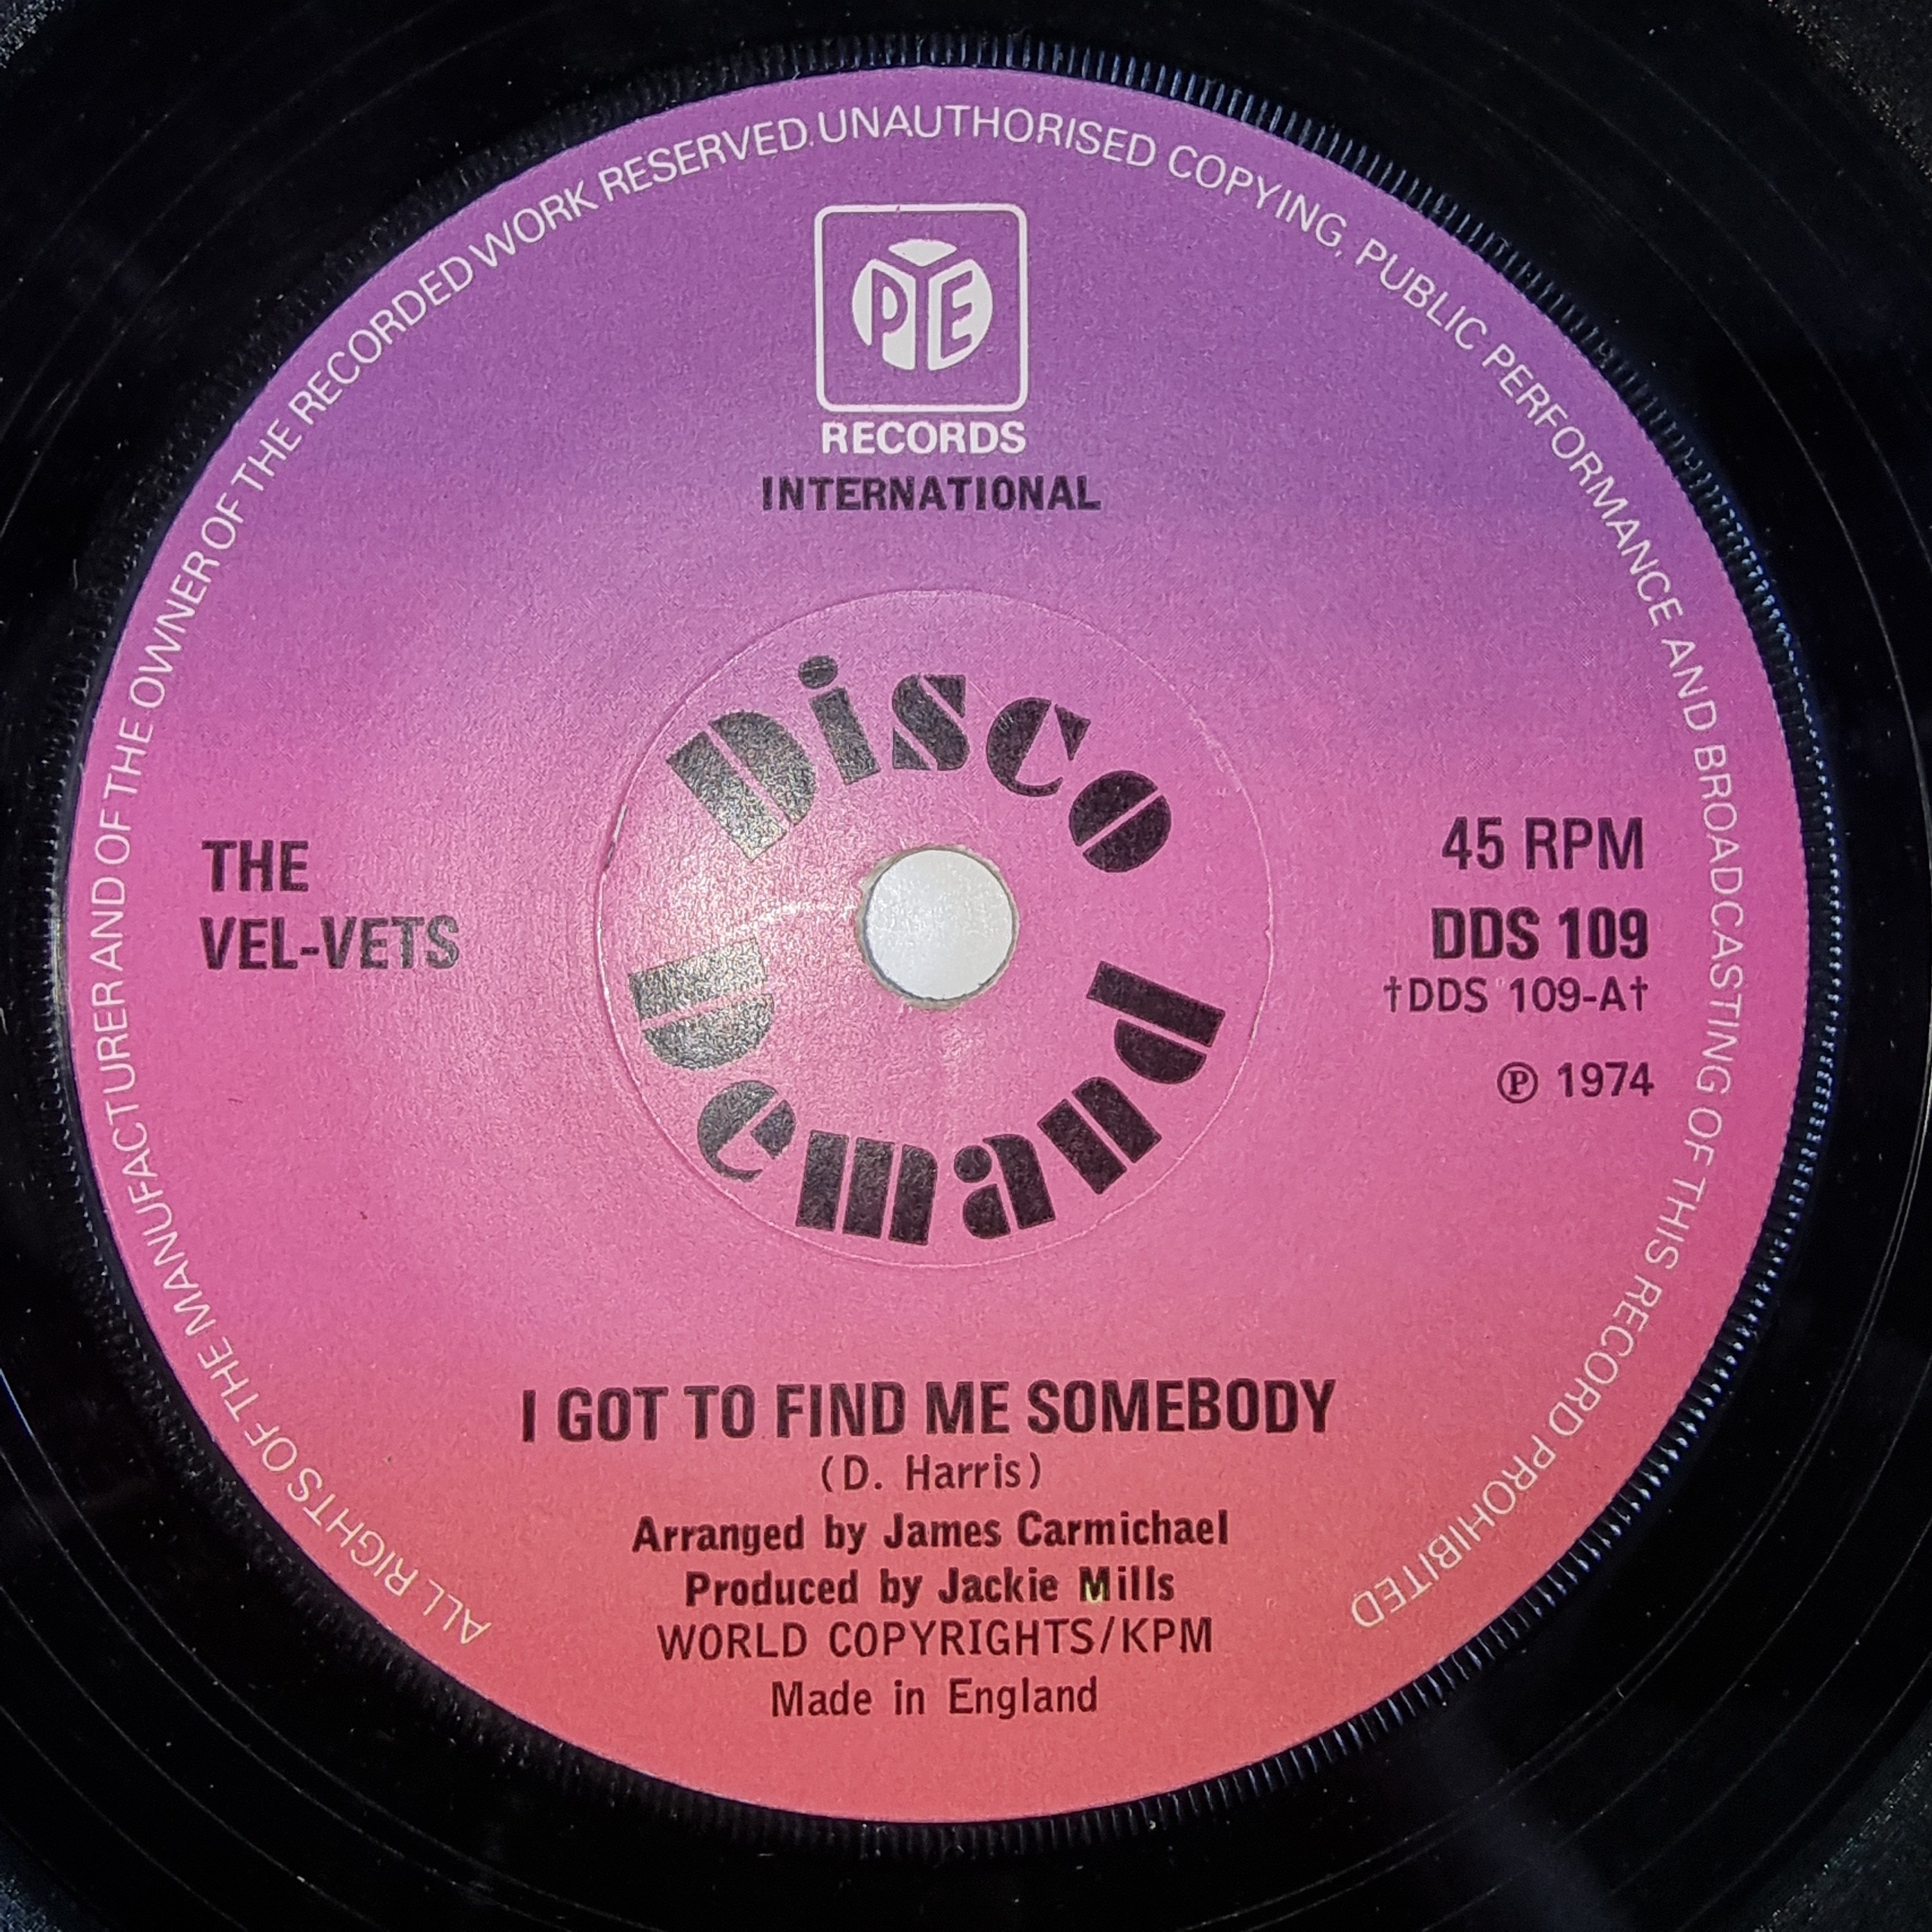 ALL RIGHTS OF THE MANUFACTURER AND OF THE OWNER OF THE RECORDED WORK RESERVED. UNAUTHORISED COPYING, PUBLIC PERFORMANCE AND BROADCASTING OF THIS RECORD PROHIBITED
PYE
RECORDS
INTERNATIONAL
Disco
Demand
THE
VEL-VETS
45 RPM
DDS 109
†DDS 109-A†
℗ 1974
I GOT TO FIND ME SOMEBODY
(D. Harris)
Arranged by James Carmichael
Produced by Jackie Mills
WORLD COPYRIGHTS/KPM
Made in England